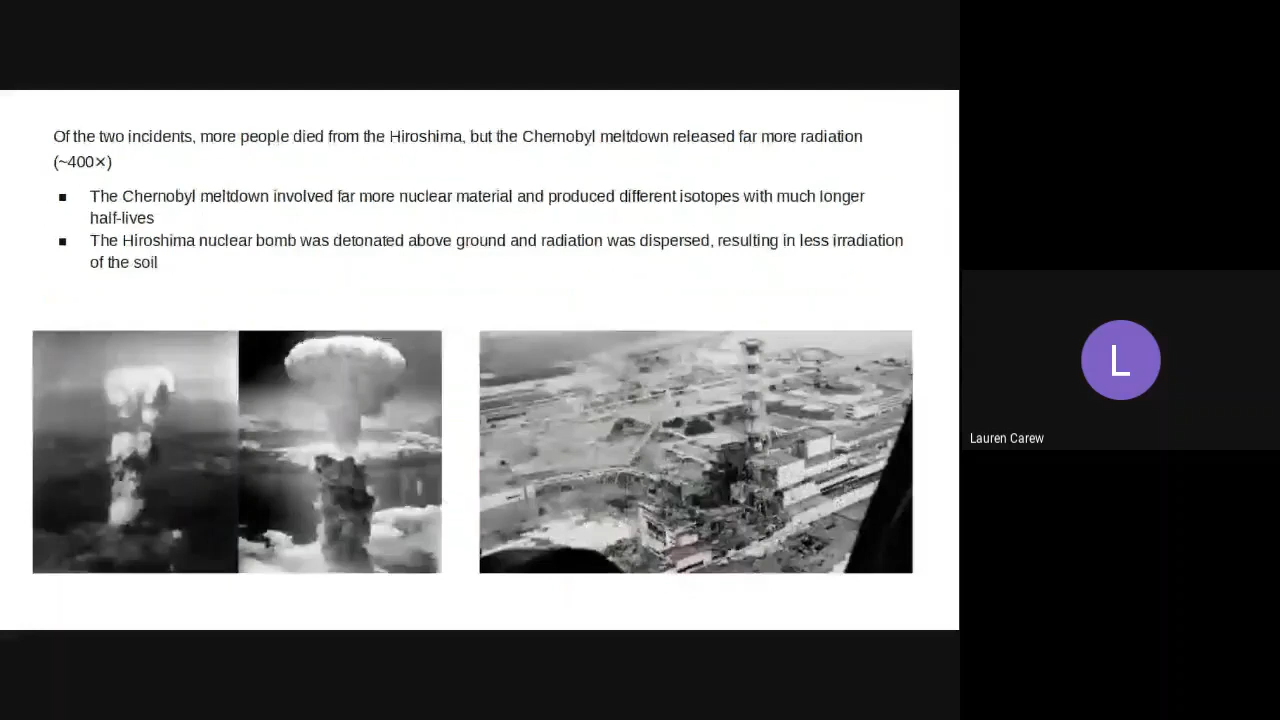 Of the two incidents, more people died from the Hiroshima, but the Chernobyl meltdown released far more radiation
(~400×)
▪ The Chernobyl meltdown involved far more nuclear material and produced different isotopes with much longer
half-lives
▪ The Hiroshima nuclear bomb was detonated above ground and radiation was dispersed, resulting in less irradiation
of the soil
L
Lauren Carew